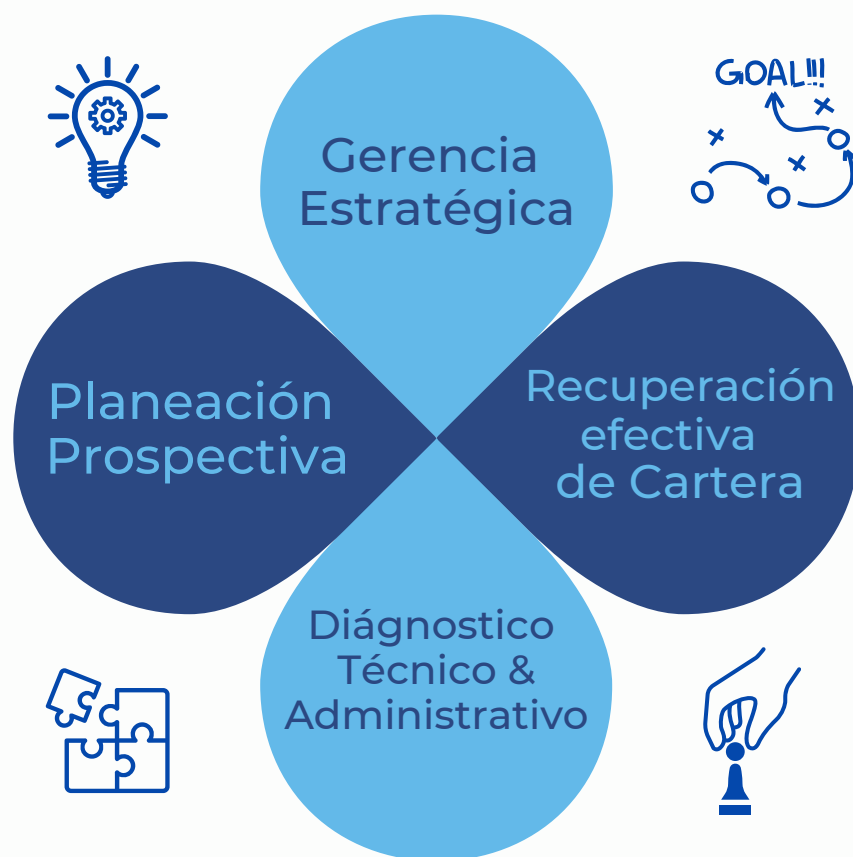 GOAL!!!
Gerencia
Estratégica
Planeación
Prospectiva
Recuperación
efectiva
de Cartera
Diágnostico
Técnico &
Administrativo